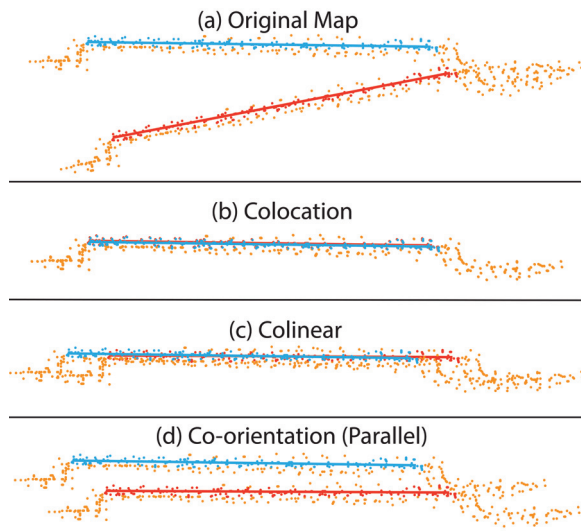 (a) Original Map
(b) Colocation
(c) Colinear
(d) Co-orientation (Parallel)